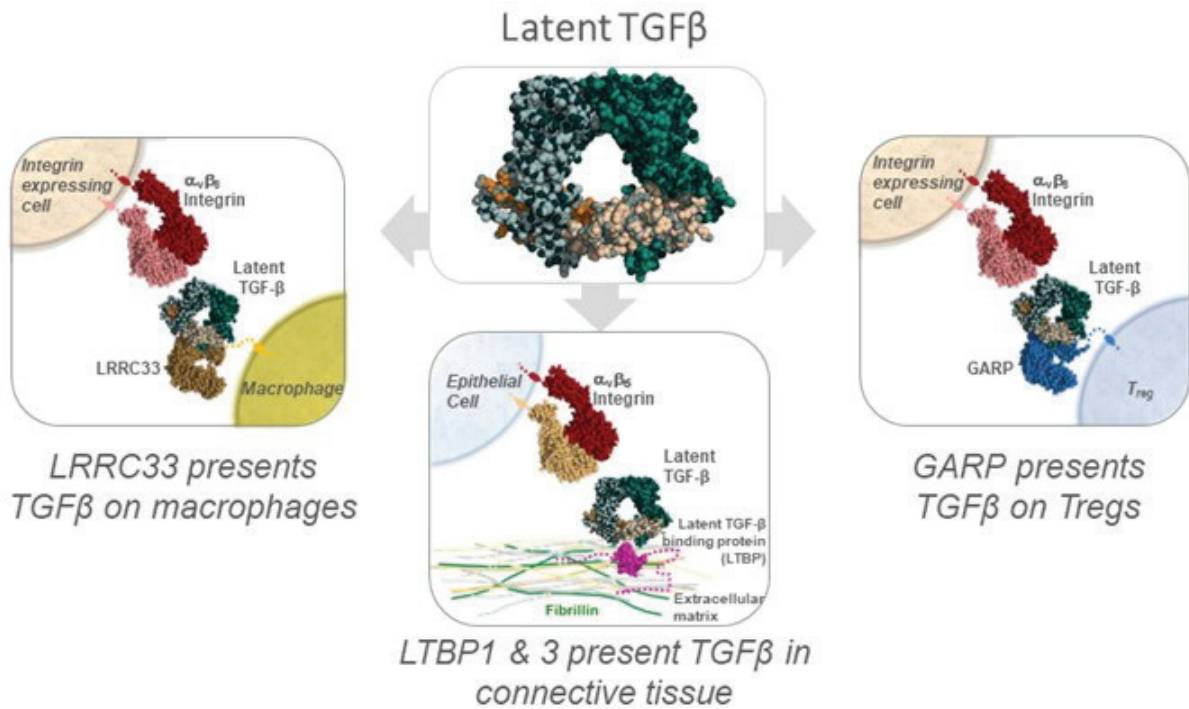 Latent TGFβ
Integrin
expressing
cell
αvβ8
Integrin
Latent
TGF-β
LRRC33
Macrophage
LRRC33 presents
TGFβ on macrophages
Epithelial
Cell
αvβ6
Integrin
Latent
TGF-β
Latent TGF-β
binding protein
(LTBP)
Fibrillin
Extracellular
matrix
LTBP1 & 3 present TGFβ in
connective tissue
Integrin
expressing
cell
αvβ8
Integrin
Latent
TGF-β
GARP
Treg
GARP presents
TGFβ on Tregs